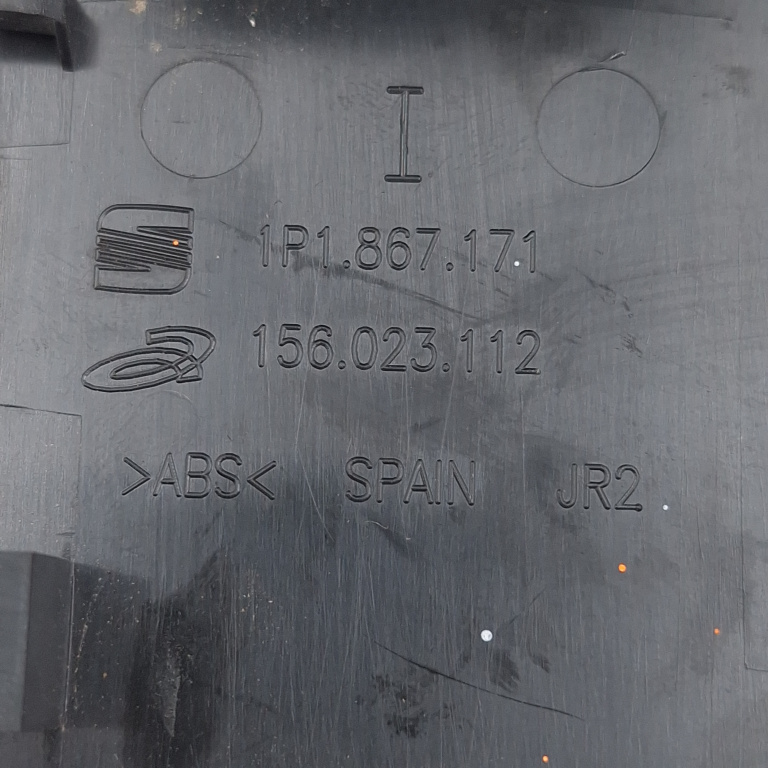 I
1P1.867.171
156.023.112
>ABS< SPAIN JR2